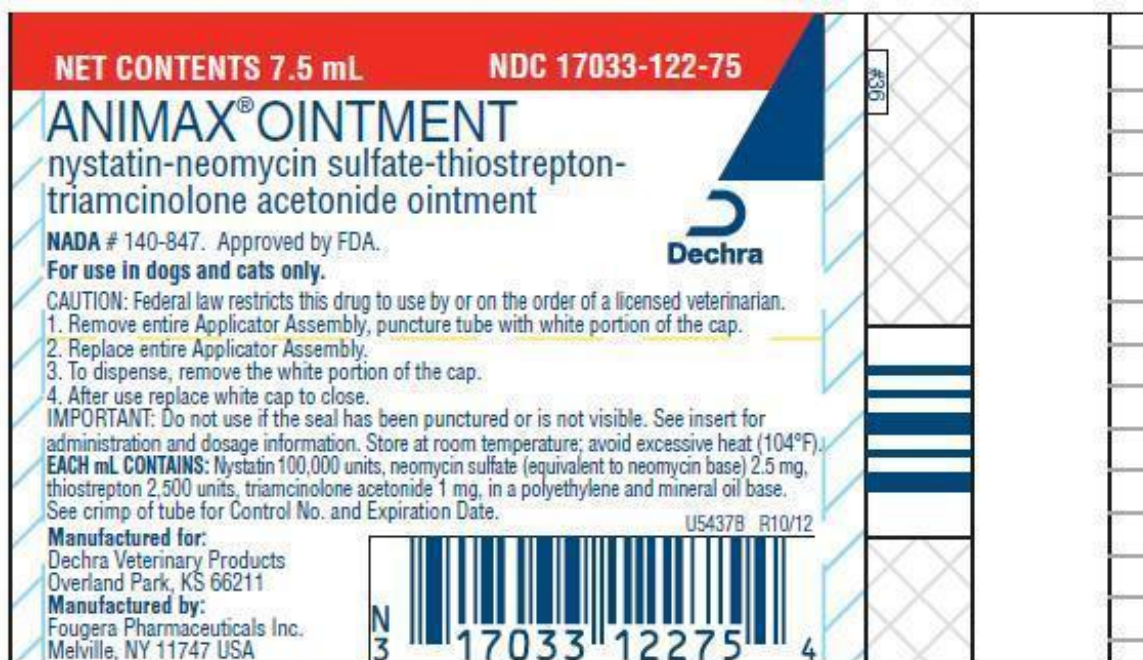 NET CONTENTS 7.5 mL NDC 17033-122-75
#36
ANIMAX® OINTMENT
nystatin-neomycin sulfate-thiostrepton-
triamcinolone acetonide ointment
Dechra
NADA # 140-847. Approved by FDA.
For use in dogs and cats only.
CAUTION: Federal law restricts this drug to use by or on the order of a licensed veterinarian.
1. Remove entire Applicator Assembly, puncture tube with white portion of the cap.
2. Replace entire Applicator Assembly.
3. To dispense, remove the white portion of the cap.
4. After use replace white cap to close.
IMPORTANT: Do not use if the seal has been punctured or is not visible. See insert for
administration and dosage information. Store at room temperature; avoid excessive heat (104°F).
EACH mL CONTAINS: Nystatin 100,000 units, neomycin sulfate (equivalent to neomycin base) 2.5 mg,
thiostrepton 2,500 units, triamcinolone acetonide 1 mg, in a polyethylene and mineral oil base.
See crimp of tube for Control No. and Expiration Date.
U5437B R10/12
Manufactured for:
Dechra Veterinary Products
Overland Park, KS 66211
Manufactured by:
Fougera Pharmaceuticals Inc.
Melville, NY 11747 USA
N
3 17033 12275 4